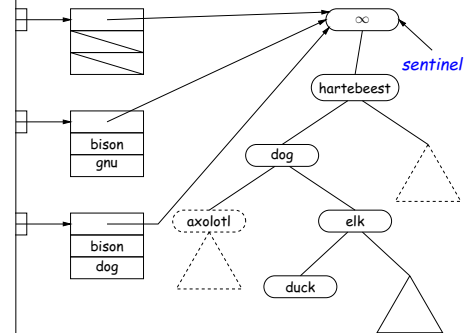 ∞
sentinel
hartebeest
bison
gnu
dog
axolotl
elk
bison
dog
duck